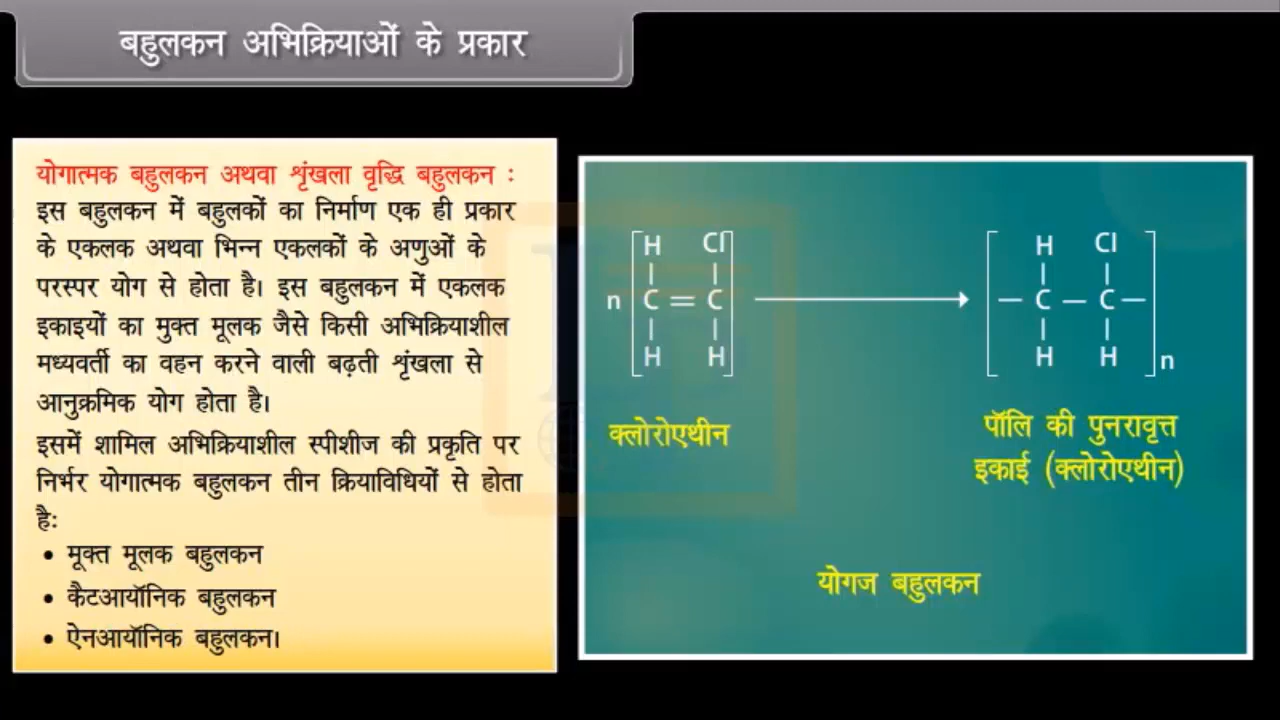 बहुलकन अभिक्रियाओं के प्रकार
योगात्मक बहुलकन अथवा शृंखला वृद्धि बहुलकन :
इस बहुलकन में बहुलकों का निर्माण एक ही प्रकार
के एकलक अथवा भिन्न एकलकों के अणुओं के
परस्पर योग से होता है। इस बहुलकन में एकलक
इकाइयों का मुक्त मूलक जैसे किसी अभिक्रियाशील
मध्यवर्ती का वहन करने वाली बढ़ती शृंखला से
आनुक्रमिक योग होता है।
इसमें शामिल अभिक्रियाशील स्पीशीज की प्रकृति पर
निर्भर योगात्मक बहुलकन तीन क्रियाविधियों से होता
है:
• मूक्त मूलक बहुलकन
• कैटआयॉनिक बहुलकन
• ऐनआयॉनिक बहुलकन।
H Cl
n C = C
H H
H Cl
— C — C —
H H
n
क्लोरोएथीन
पॉलि की पुनरावृत्त
इकाई (क्लोरोएथीन)
योगज बहुलकन